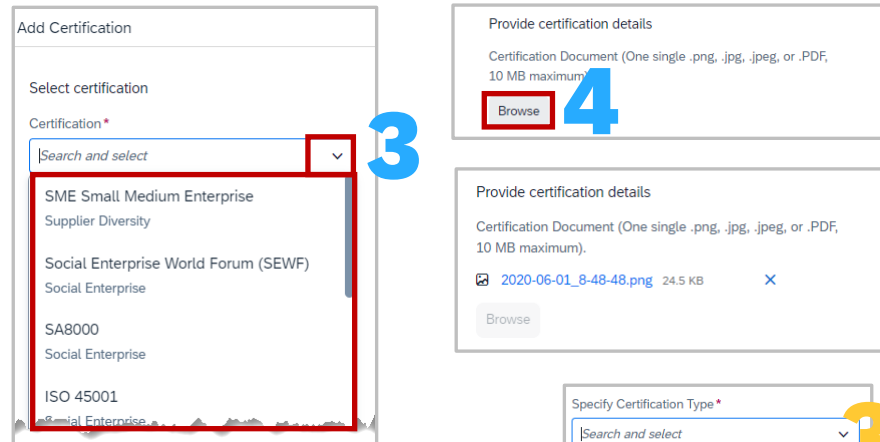 Add Certification
Select certification
Certification*
Search and select
3
SME Small Medium Enterprise
Supplier Diversity
Social Enterprise World Forum (SEWF)
Social Enterprise
SA8000
Social Enterprise
ISO 45001
Social Enterprise
Provide certification details
Certification Document (One single .png, .jpg, .jpeg, or .PDF,
10 MB maximum)
Browse
4
Provide certification details
Certification Document (One single .png, .jpg, .jpeg, or .PDF,
10 MB maximum).
2020-06-01_8-48-48.png 24.5 KB
Browse
Specify Certification Type*
Search and select